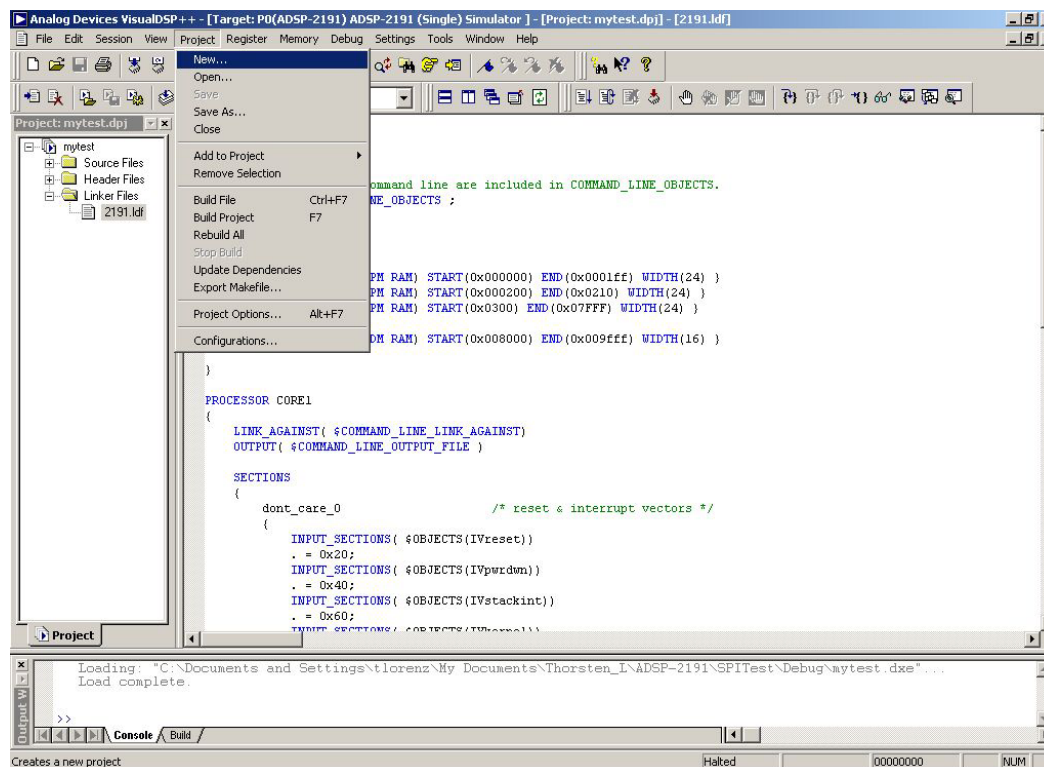 Analog Devices VisualDSP++ - [Target: P0(ADSP-2191) ADSP-2191 (Single) Simulator ] - [Project: mytest.dpj] - [2191.ldf]
File Edit Session View Project Register Memory Debug Settings Tools Window Help
New...
Open...
Save
Save As...
Close
Add to Project
Remove Selection
Build File Ctrl+F7
Build Project F7
Rebuild All
Stop Build
Update Dependencies
Export Makefile...
Project Options... Alt+F7
Configurations...
Project: mytest.dpj
mytest
Source Files
Header Files
Linker Files
2191.ldf
Project
ommand line are included in COMMAND_LINE_OBJECTS.
NE_OBJECTS ;
PM RAM) START(0x000000) END(0x0001ff) WIDTH(24) }
PM RAM) START(0x000200) END(0x0210) WIDTH(24) }
PM RAM) START(0x0300) END(0x07FFF) WIDTH(24) }
DM RAM) START(0x008000) END(0x009fff) WIDTH(16) }
}
PROCESSOR CORE1
{
LINK_AGAINST( $COMMAND_LINE_LINK_AGAINST)
OUTPUT( $COMMAND_LINE_OUTPUT_FILE )
SECTIONS
{
dont_care_0 /* reset & interrupt vectors */
{
INPUT_SECTIONS( $OBJECTS(IVreset))
. = 0x20;
INPUT_SECTIONS( $OBJECTS(IVpwrdwn))
. = 0x40;
INPUT_SECTIONS( $OBJECTS(IVstackint))
. = 0x60;
INPUT_SECTIONS( $OBJECTS(IVkernel))
Loading: "C:\Documents and Settings\tlorenz\My Documents\Thorsten_L\ADSP-2191\SPITest\Debug\mytest.dxe"...
Load complete.
>>
Output W
Console Build
Creates a new project Halted 00000000 NUM